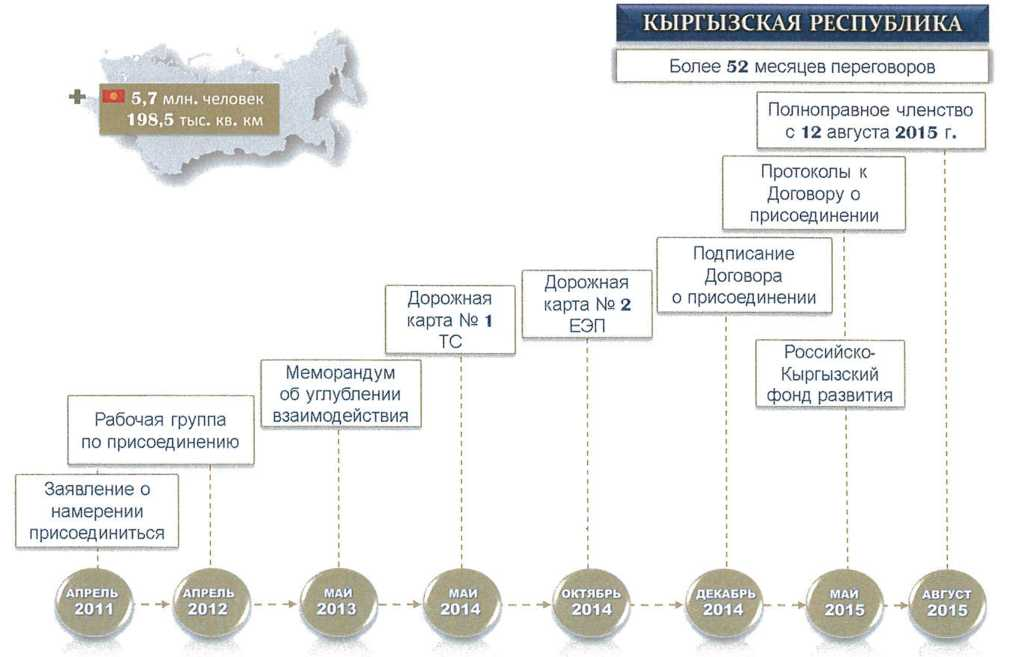 КЫРГЫЗСКАЯ РЕСПУБЛИКА
Более 52 месяцев переговоров
5,7 млн. человек
198,5 тыс. кв. км
Полноправное членство
с 12 августа 2015 г.
Протоколы к
Договору о
присоединении
Подписание
Договора
о присоединении
Дорожная
карта № 2
ЕЭП
Дорожная
карта № 1
ТС
Российско-
Кыргызский
фонд развития
Меморандум
об углублении
взаимодействия
Рабочая группа
по присоединению
Заявление о
намерении
присоединиться
АПРЕЛЬ
2011
АПРЕЛЬ
2012
МАЙ
2013
МАЙ
2014
ОКТЯБРЬ
2014
ДЕКАБРЬ
2014
МАЙ
2015
АВГУСТ
2015